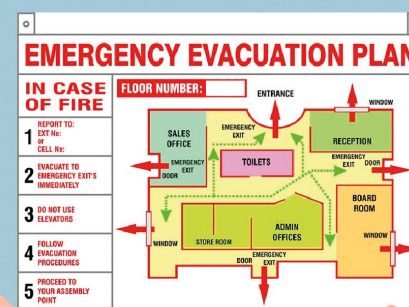 EMERGENCY EVACUATION PLAN
IN CASE
OF FIRE
1 REPORT TO:
EXT No:
or
CELL No:
2 EVACUATE TO
EMERGENCY EXIT'S
IMMEDIATELY
3 DO NOT USE
ELEVATORS
4 FOLLOW
EVACUATION
PROCEDURES
5 PROCEED TO
YOUR ASSEMBLY
POINT
FLOOR NUMBER:
ENTRANCE
WINDOW
SALES
OFFICE
EMERGENCY
EXIT
RECEPTION
EMERGENCY
EXIT
DOOR
TOILETS
EMERGENCY
EXIT
DOOR
BOARD
ROOM
STORE ROOM
ADMIN
OFFICES
WINDOW
WINDOW
DOOR
EMERGENCY
EXIT